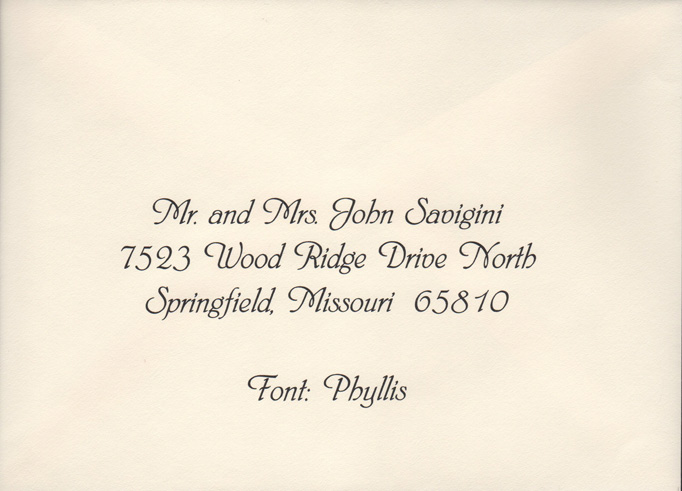 Mr. and Mrs. John Savigini
7523 Wood Ridge Drive North
Springfield, Missouri 65810
Font: Phyllis